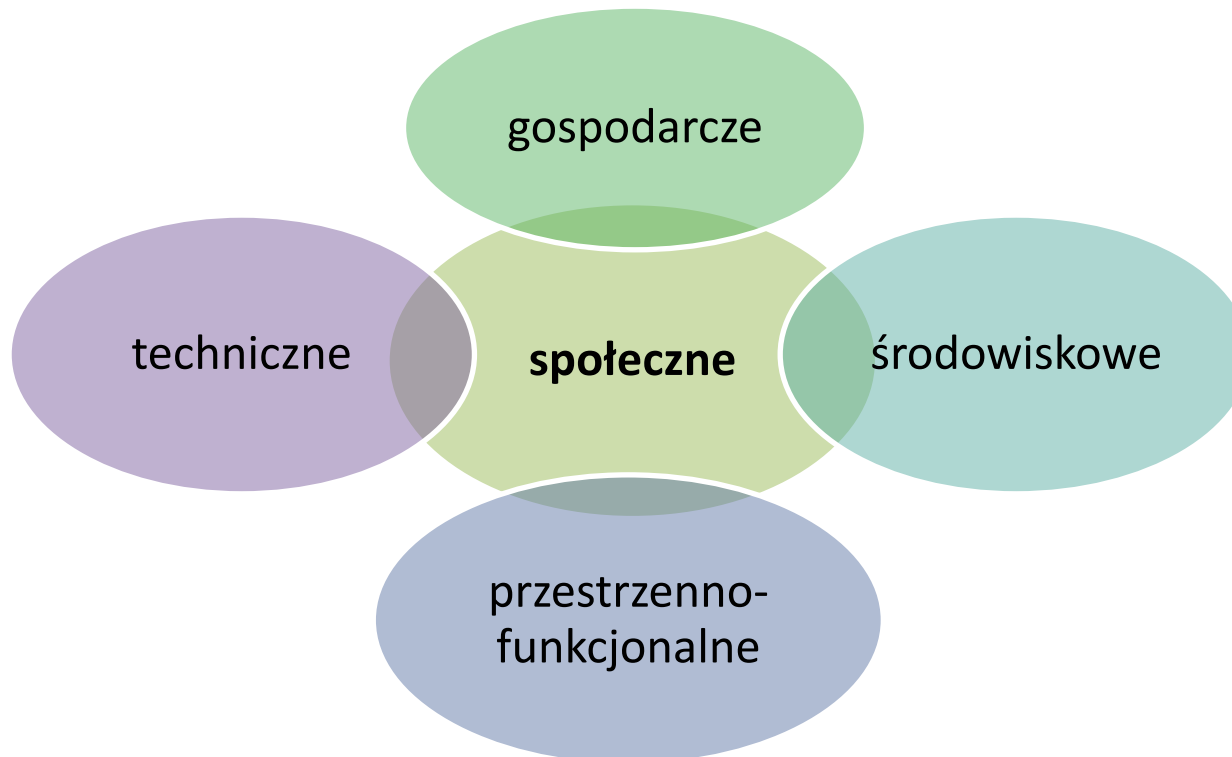 gospodarcze
techniczne
społeczne
środowiskowe
przestrzenno-
funkcjonalne